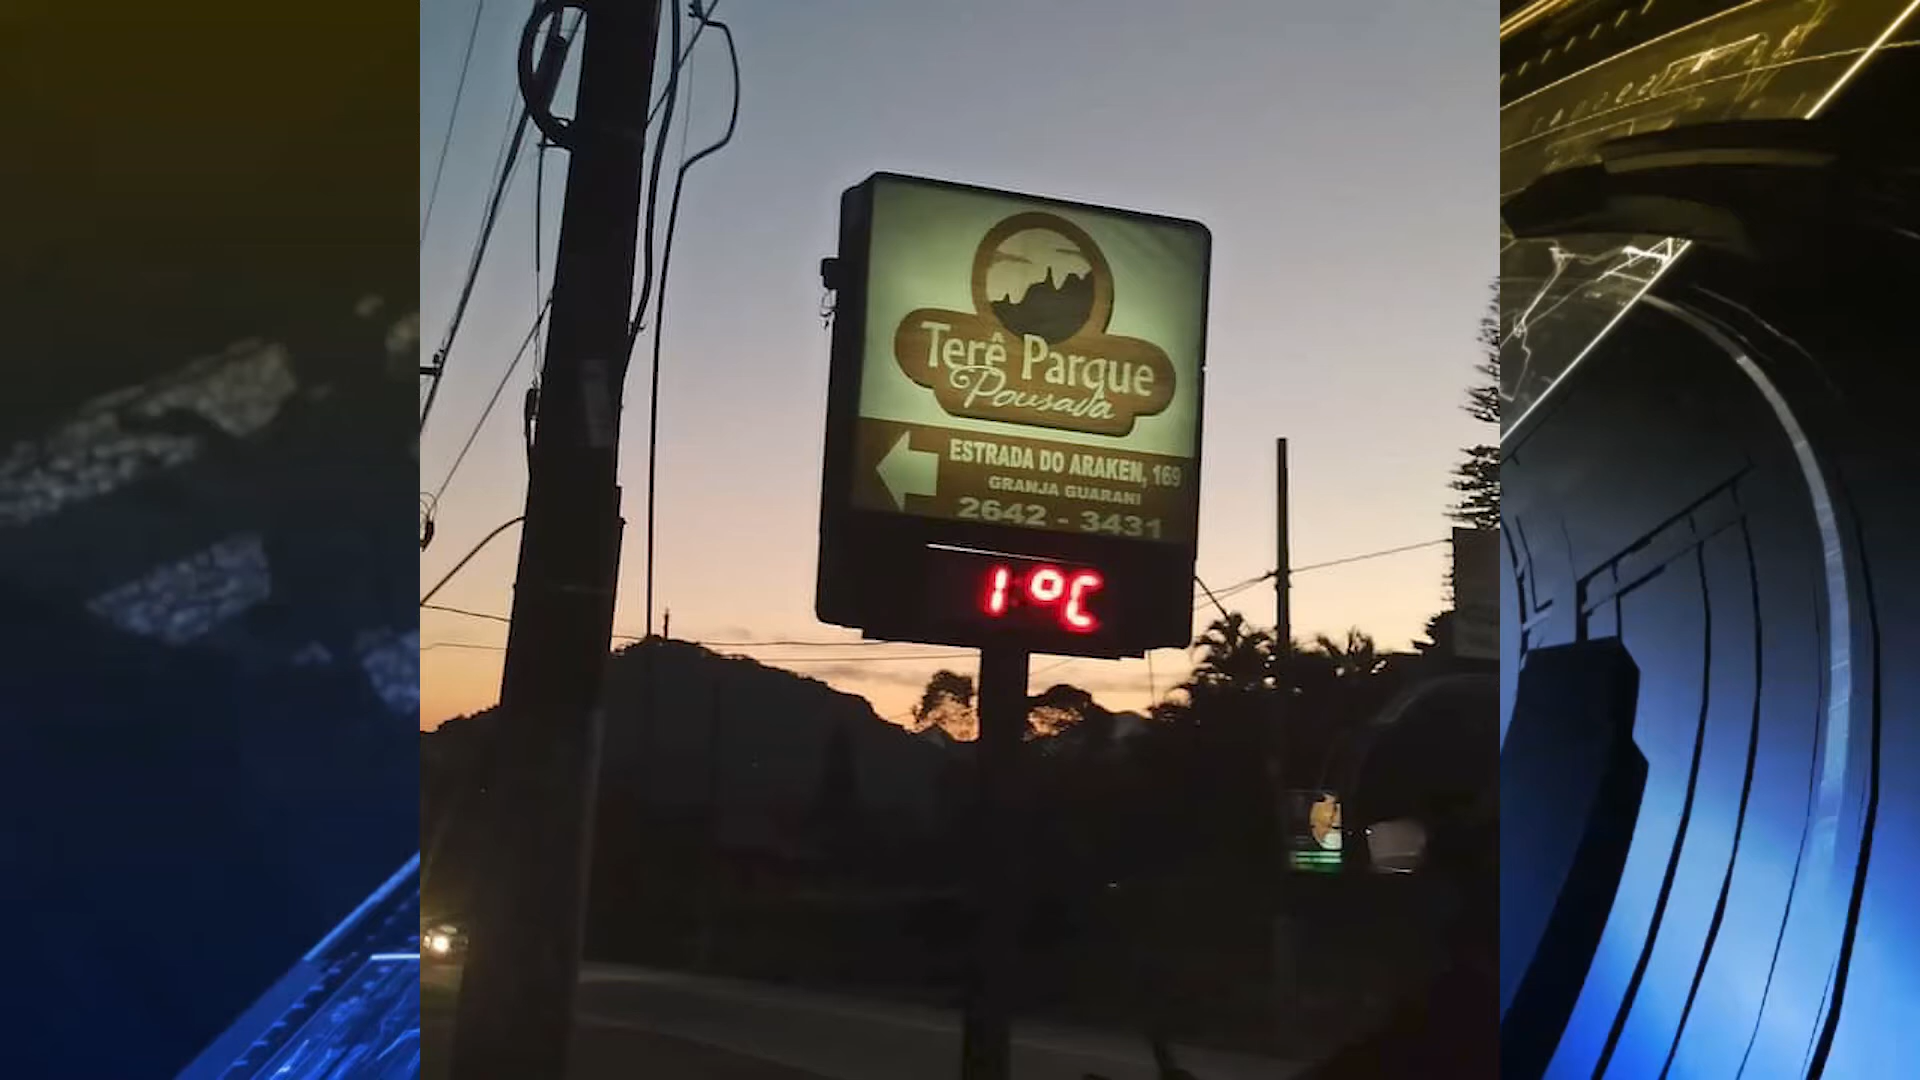 Terê Parque
Pousada
ESTRADA DO ARAKEN, 169
GRANJA GUARANI
2642 - 3431
1°C